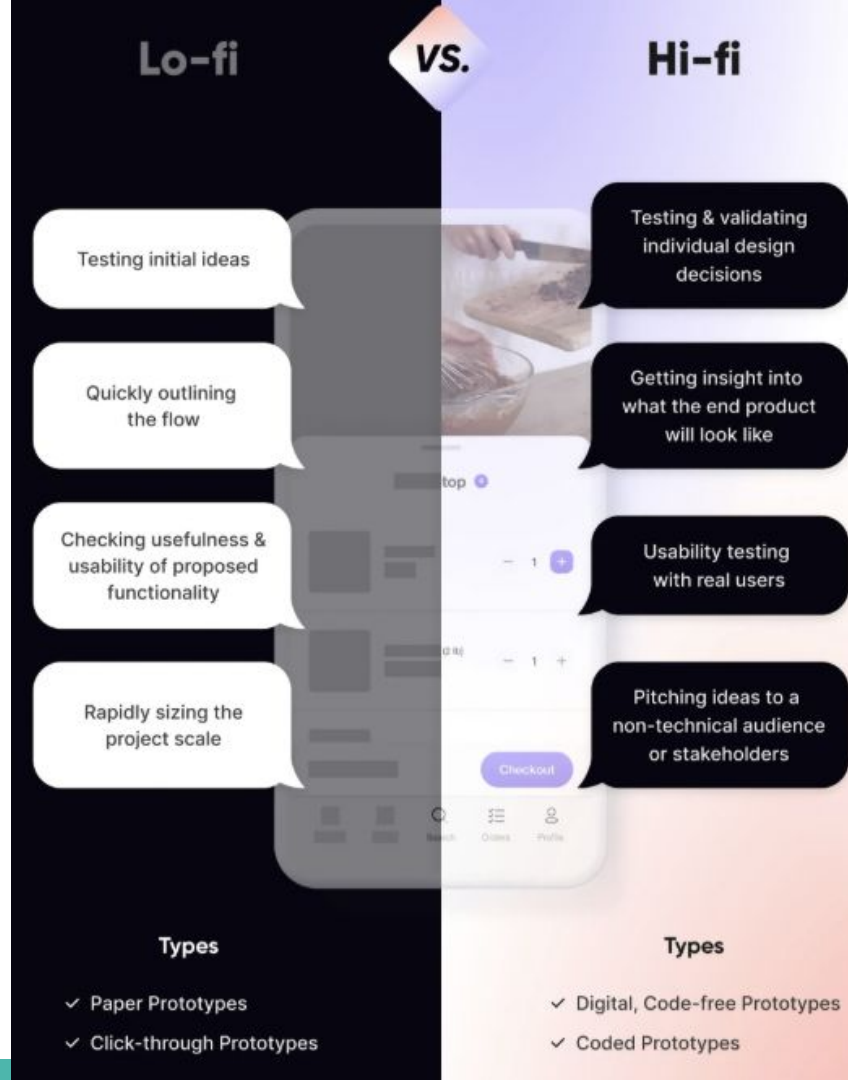 Lo-fi
VS.
Hi-fi
Testing initial ideas
Quickly outlining
the flow
Checking usefulness &
usability of proposed
functionality
Rapidly sizing the
project scale
Testing & validating
individual design
decisions
Getting insight into
what the end product
will look like
Usability testing
with real users
Pitching ideas to a
non-technical audience
or stakeholders
top
1
1
Checkout
Search Orders Profile
Types
✓ Paper Prototypes
✓ Click-through Prototypes
Types
✓ Digital, Code-free Prototypes
✓ Coded Prototypes